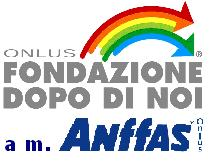 ONLUS
FONDAZIONE ®
DOPO DI NOI
a m. ANffAS Onlus